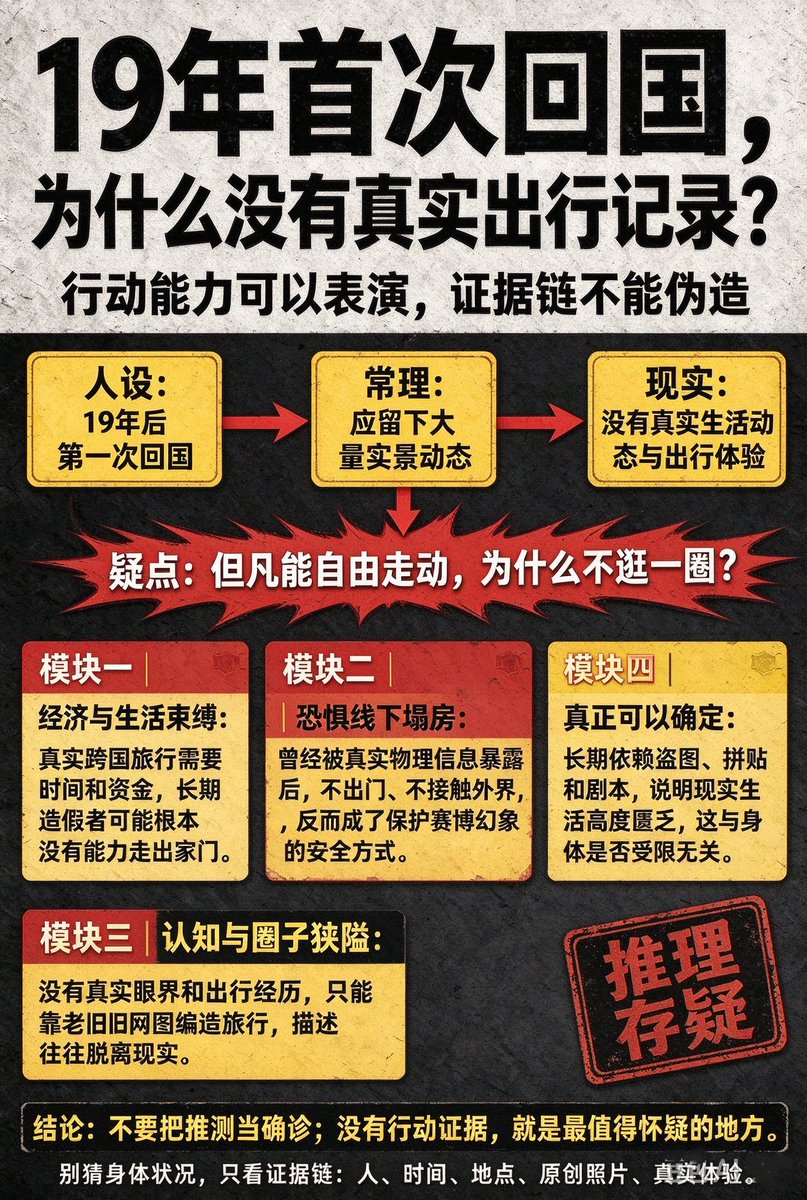 19年首次回国，
为什么没有真实出行记录？
行动能力可以表演，证据链不能伪造
人设：
19年后
第一次回国
常理：
应留下大
量实景动态
现实：
没有真实生活动
态与出行体验
疑点：但凡能自由走动，为什么不逛一圈？
模块一
经济与生活束缚：
真实跨国旅行需要
时间和资金，长期
造假者可能根本
没有能力走出家门。
模块二
恐惧线下塌房：
曾经被真实物理信息暴露
后，不出门、不接触外界，
，反而成了保护赛博幻象
的安全方式。
模块四
真正可以确定：
长期依赖盗图、拼贴
和剧本，说明现实生
活高度匮乏，这与身
体是否受限无关。
模块三 认知与圈子狭隘：
没有真实眼界和出行经历，只能
靠老旧旧网图编造旅行，描述
往往脱离现实。
推理
存疑
结论：不要把推测当确诊；没有行动证据，就是最值得怀疑的地方。
别猜身体状况，只看证据链：人、时间、地点、原创照片、真实体验。